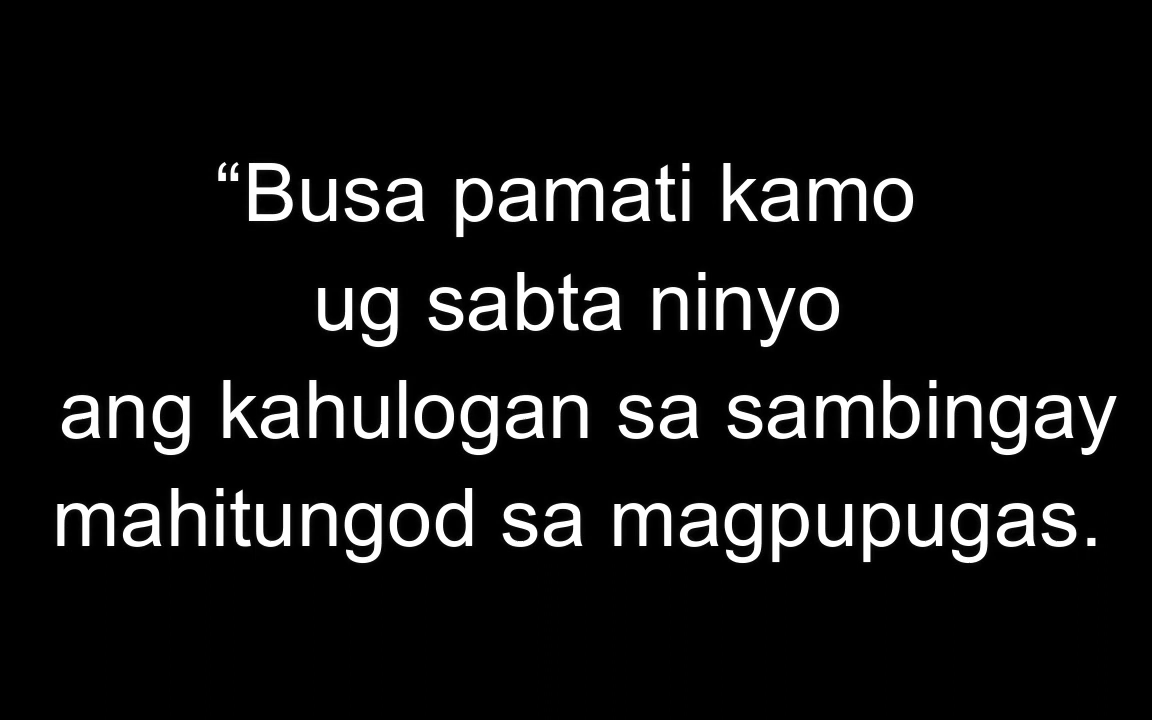 “Busa pamati kamo
ug sabta ninyo
ang kahulogan sa sambingay
mahitungod sa magpupugas.